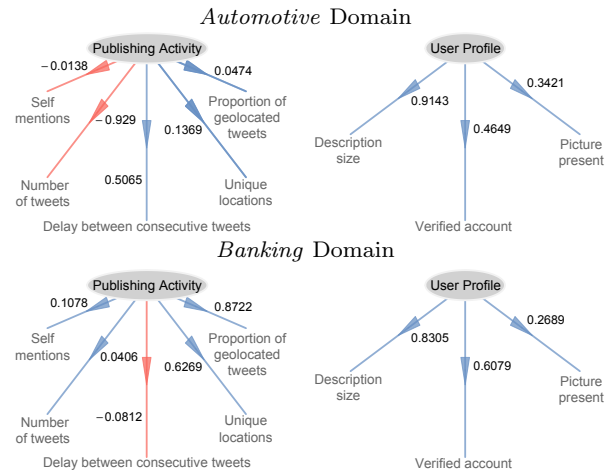 Automotive Domain
Publishing Activity
−0.0138
0.0474
Self
mentions
Proportion of
geolocated tweets
−0.929
0.1369
0.5065
Number
of tweets
Unique
locations
Delay between consecutive tweets
User Profile
0.3421
0.9143
0.4649
Description
size
Picture
present
Verified account
Banking Domain
Publishing Activity
0.1078
0.8722
Self
mentions
Proportion of
geolocated tweets
0.0406
0.6269
−0.0812
Number
of tweets
Unique
locations
Delay between consecutive tweets
User Profile
0.2689
0.8305
0.6079
Description
size
Picture
present
Verified account